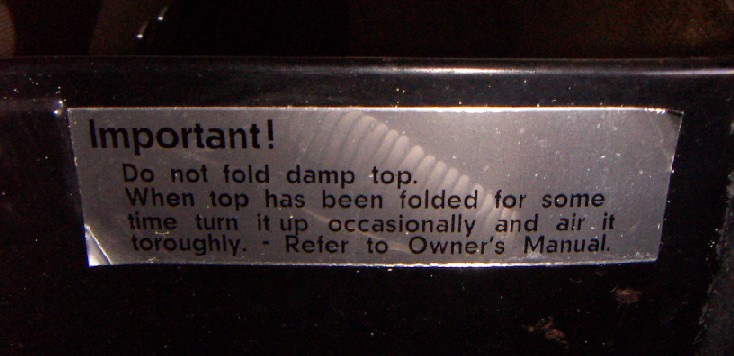 Important!
Do not fold damp top.
When top has been folded for some
time turn it up occasionally and air it
toroughly. - Refer to Owner's Manual.